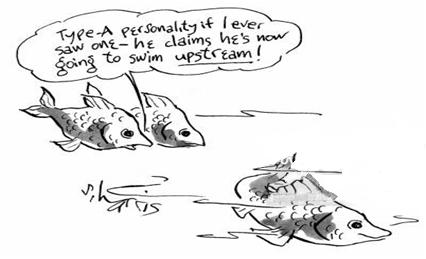 Type-A personality if I ever
saw one- he claims he's now
going to swim upstream!